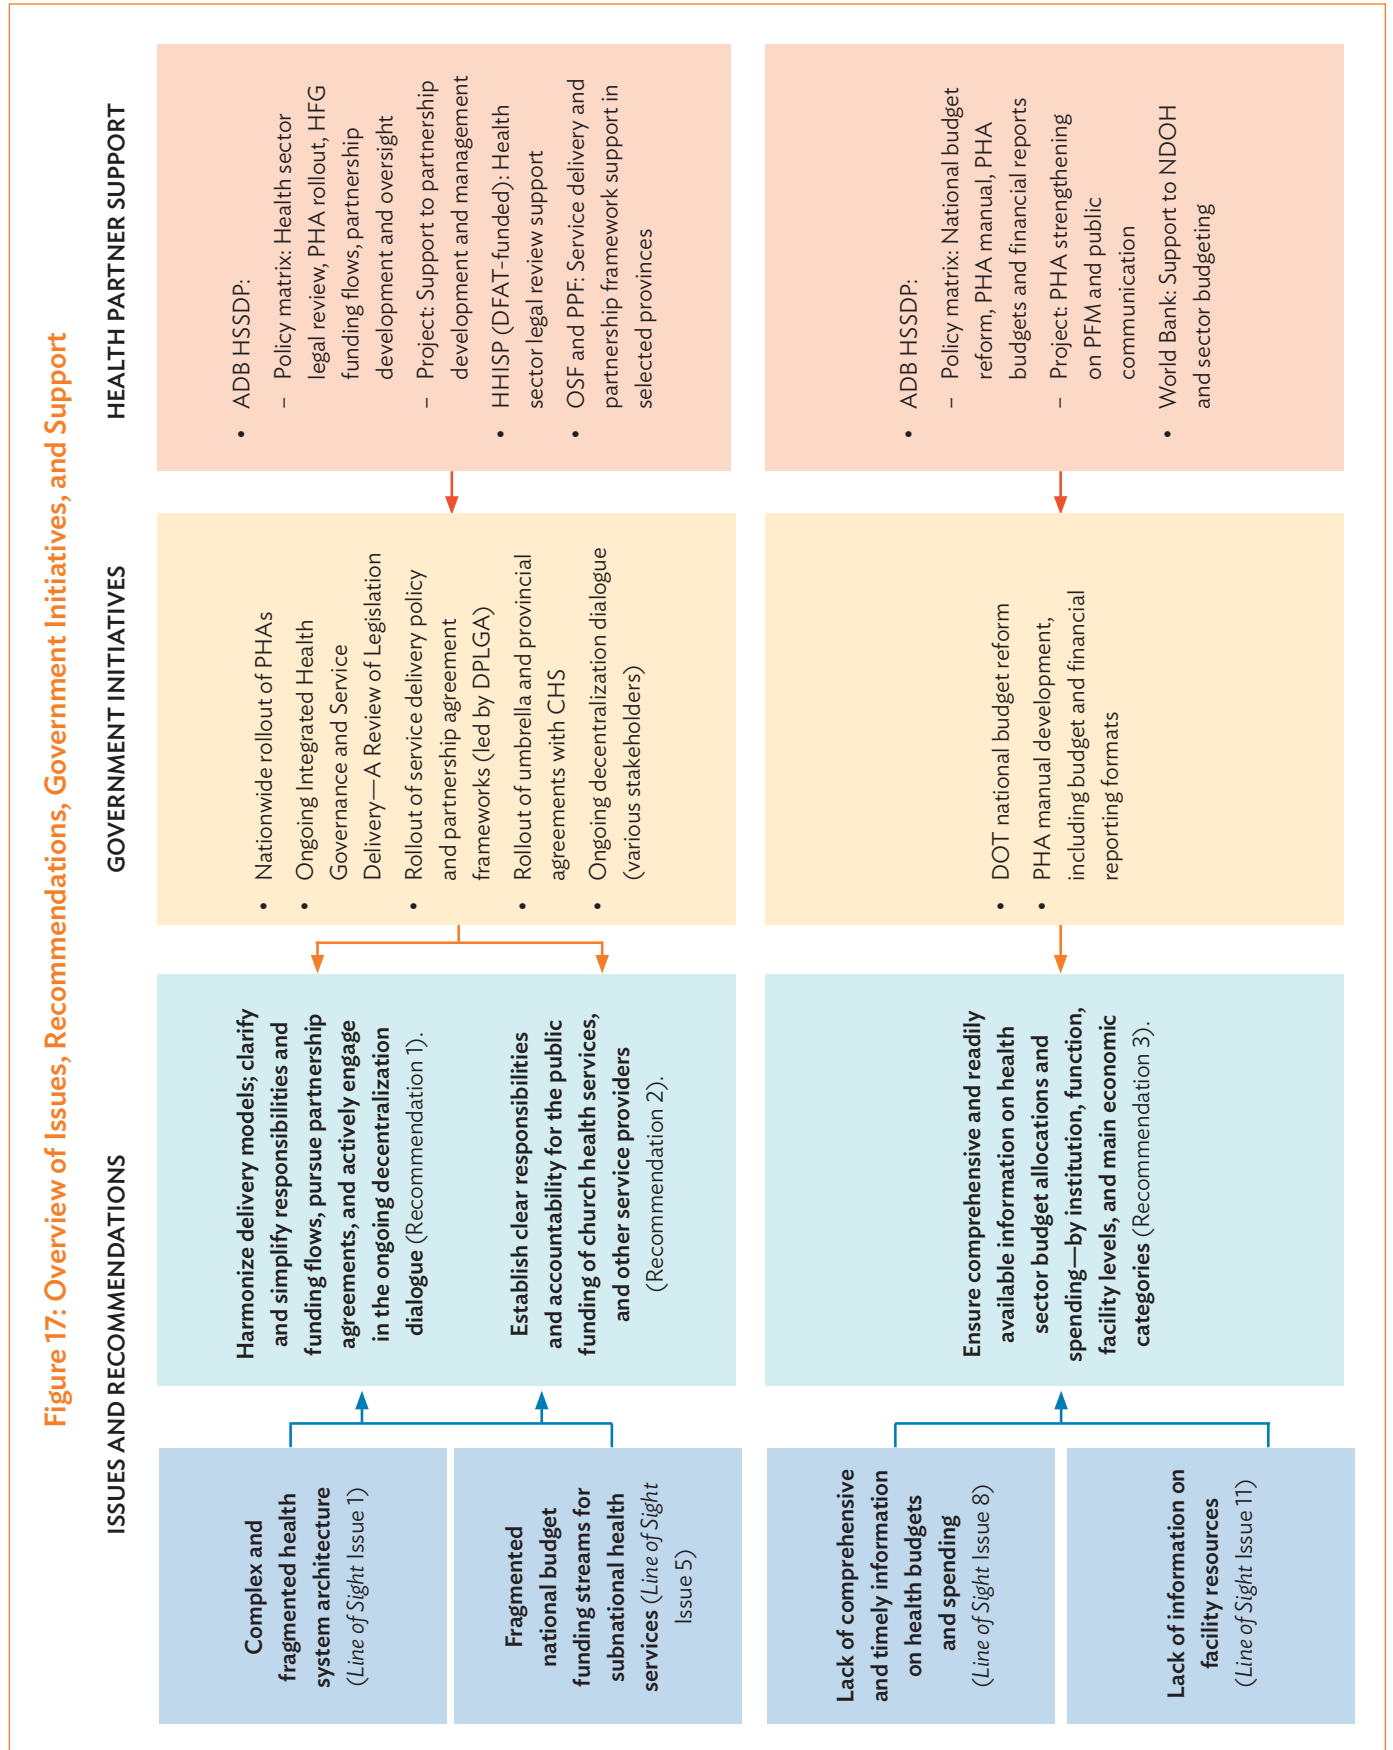 Figure 17: Overview of Issues, Recommendations, Government Initiatives, and Support
ISSUES AND RECOMMENDATIONS
GOVERNMENT INITIATIVES
HEALTH PARTNER SUPPORT
Complex and
fragmented health
system architecture
(Line of Sight Issue 1)
Fragmented
national budget
funding streams for
subnational health
services (Line of Sight
Issue 5)
Harmonize delivery models; clarify
and simplify responsibilities and
funding flows, pursue partnership
agreements, and actively engage
in the ongoing decentralization
dialogue (Recommendation 1).
Establish clear responsibilities
and accountability for the public
funding of church health services,
and other service providers
(Recommendation 2).
• Nationwide rollout of PHAs
• Ongoing Integrated Health
Governance and Service
Delivery—A Review of Legislation
• Rollout of service delivery policy
and partnership agreement
frameworks (led by DPLGA)
• Rollout of umbrella and provincial
agreements with CHS
• Ongoing decentralization dialogue
(various stakeholders)
• ADB HSSDP:
– Policy matrix: Health sector
legal review, PHA rollout, HFG
funding flows, partnership
development and oversight
– Project: Support to partnership
development and management
• HHISP (DFAT-funded): Health
sector legal review support
• OSF and PPF: Service delivery and
partnership framework support in
selected provinces
Lack of comprehensive
and timely information
on health budgets
and spending
(Line of Sight Issue 8)
Lack of information on
facility resources
(Line of Sight Issue 11)
Ensure comprehensive and readily
available information on health
sector budget allocations and
spending—by institution, function,
facility levels, and main economic
categories (Recommendation 3).
• DOT national budget reform
• PHA manual development,
including budget and financial
reporting formats
• ADB HSSDP:
– Policy matrix: National budget
reform, PHA manual, PHA
budgets and financial reports
– Project: PHA strengthening
on PFM and public
communication
• World Bank: Support to NDOH
and sector budgeting